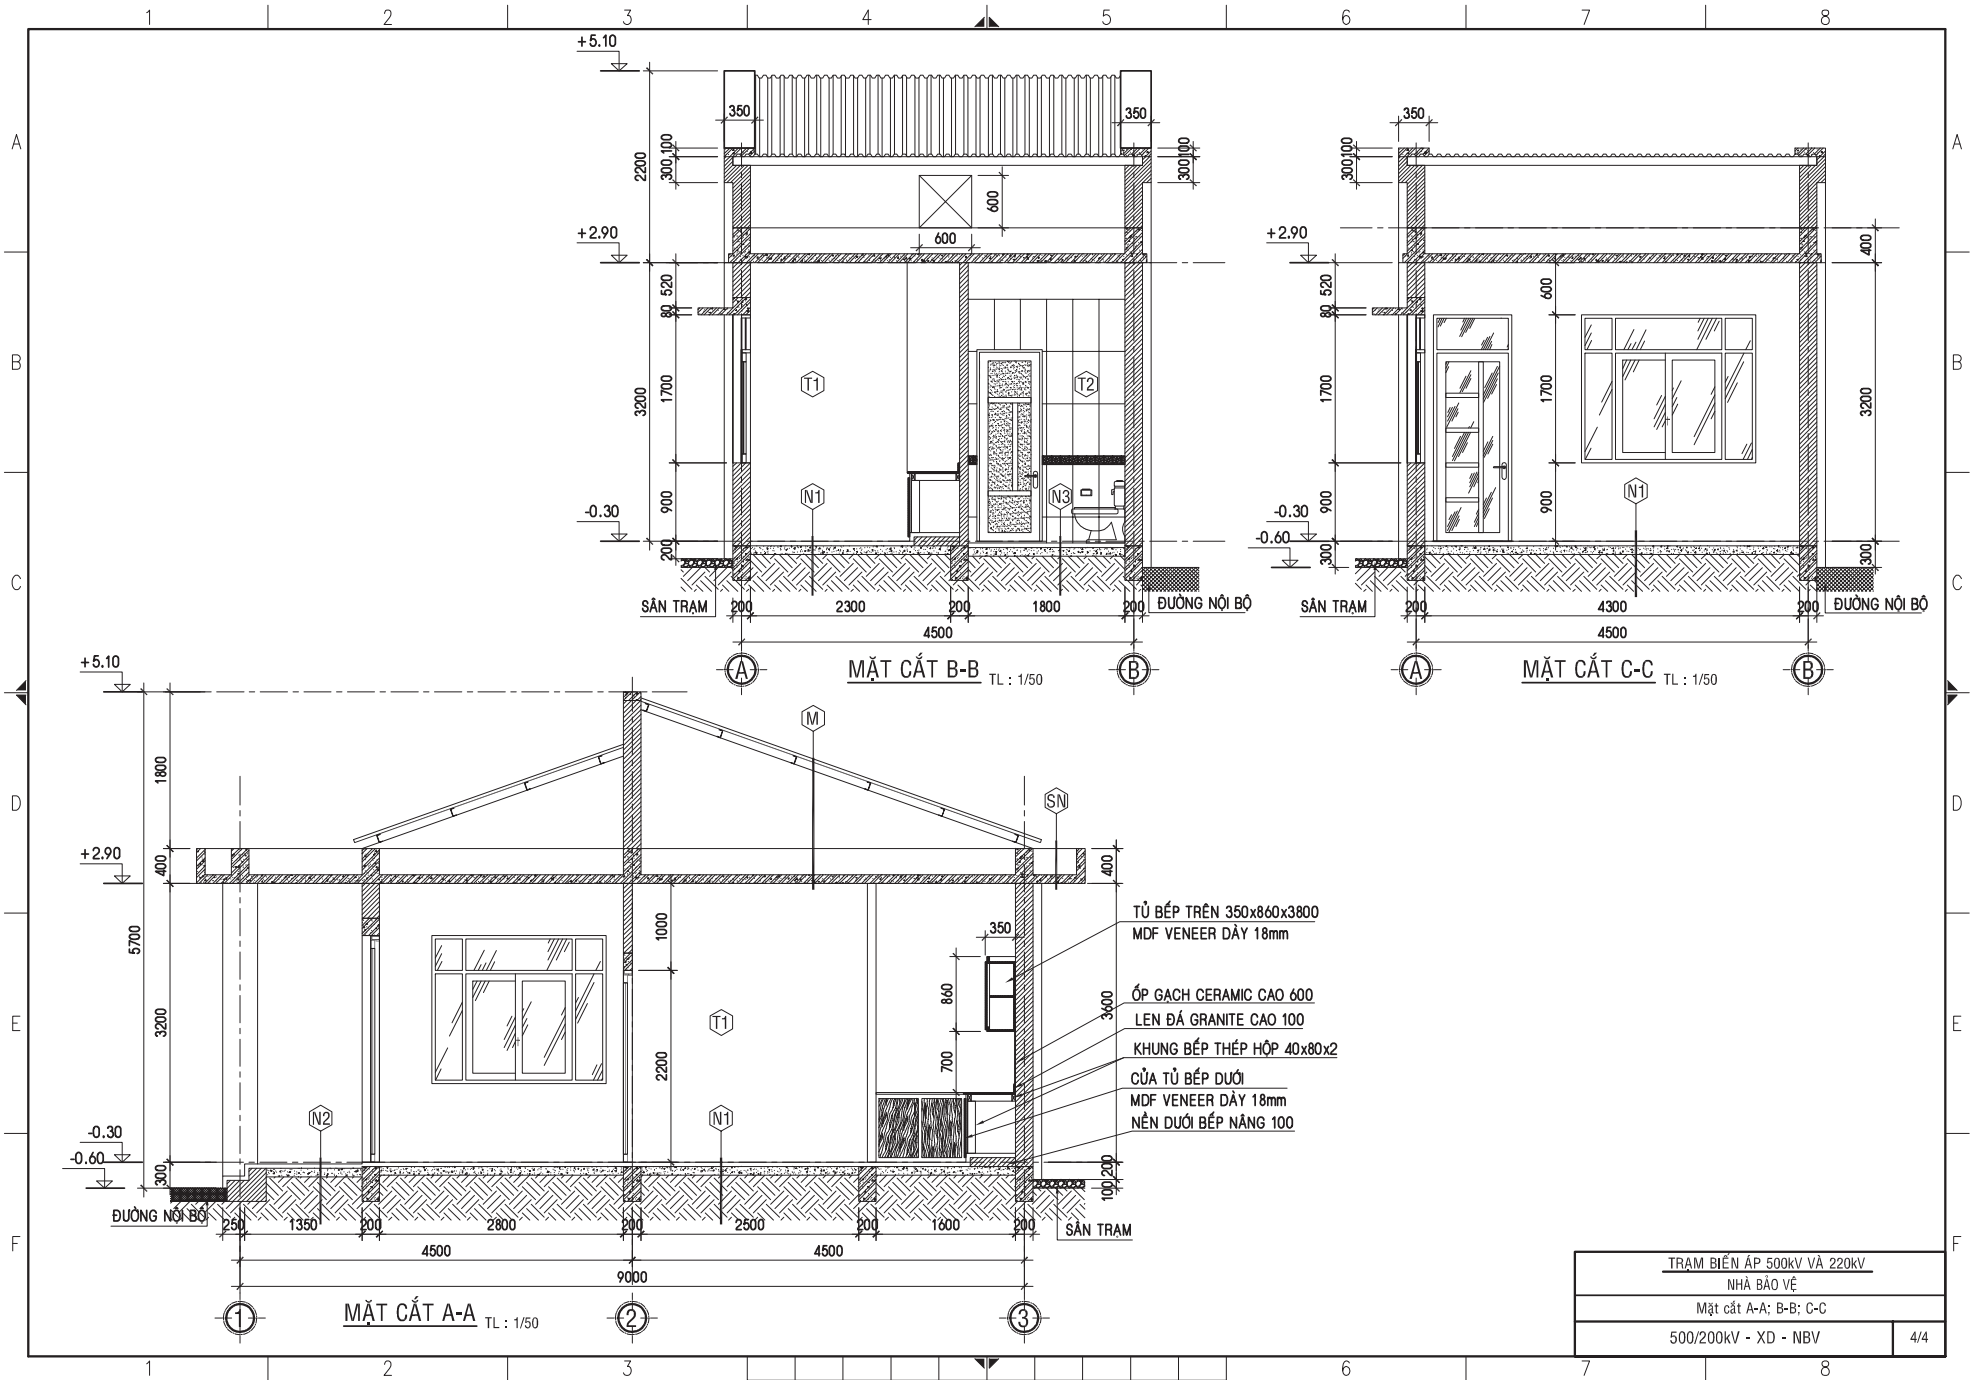 1 2 3 4 5 6 7 8
A
B
C
D
E
F
+5.10
350
350
2200
300 100
300 100
600
600
+2.90
520
80
1700
3200
900
-0.30
200
T1
T2
N1
N3
SÂN TRẠM
200 2300 200 1800 200
ĐƯỜNG NỘI BỘ
4500
A
B
MẶT CẮT B-B TL : 1/50
350
300 100
+2.90
400
520
80
600
1700
1700
3200
900
900
-0.30
-0.60
300
300
N1
SÂN TRẠM
200 4300 200
ĐƯỜNG NỘI BỘ
4500
A
B
MẶT CẮT C-C TL : 1/50
+5.10
M
1800
SN
+2.90
400
400
5700
3200
1000
2200
350
860
700
3600
TỦ BẾP TRÊN 350x860x3800
MDF VENEER DÀY 18mm
ỐP GẠCH CERAMIC CAO 600
LEN ĐÁ GRANITE CAO 100
KHUNG BẾP THÉP HỘP 40x80x2
CỬA TỦ BẾP DƯỚI
MDF VENEER DÀY 18mm
NỀN DƯỚI BẾP NÂNG 100
T1
N2
N1
-0.30
-0.60
300
100 200
ĐƯỜNG NỘI BỘ
250 1350 200 2800 200 2500 200 1600 200
SÂN TRẠM
4500 4500
9000
1
2
3
MẶT CẮT A-A TL : 1/50
TRẠM BIẾN ÁP 500kV VÀ 220kV
NHÀ BẢO VỆ
Mặt cắt A-A; B-B; C-C
500/200kV - XD - NBV 4/4
A
B
C
D
E
F
1 2 3 6 7 8